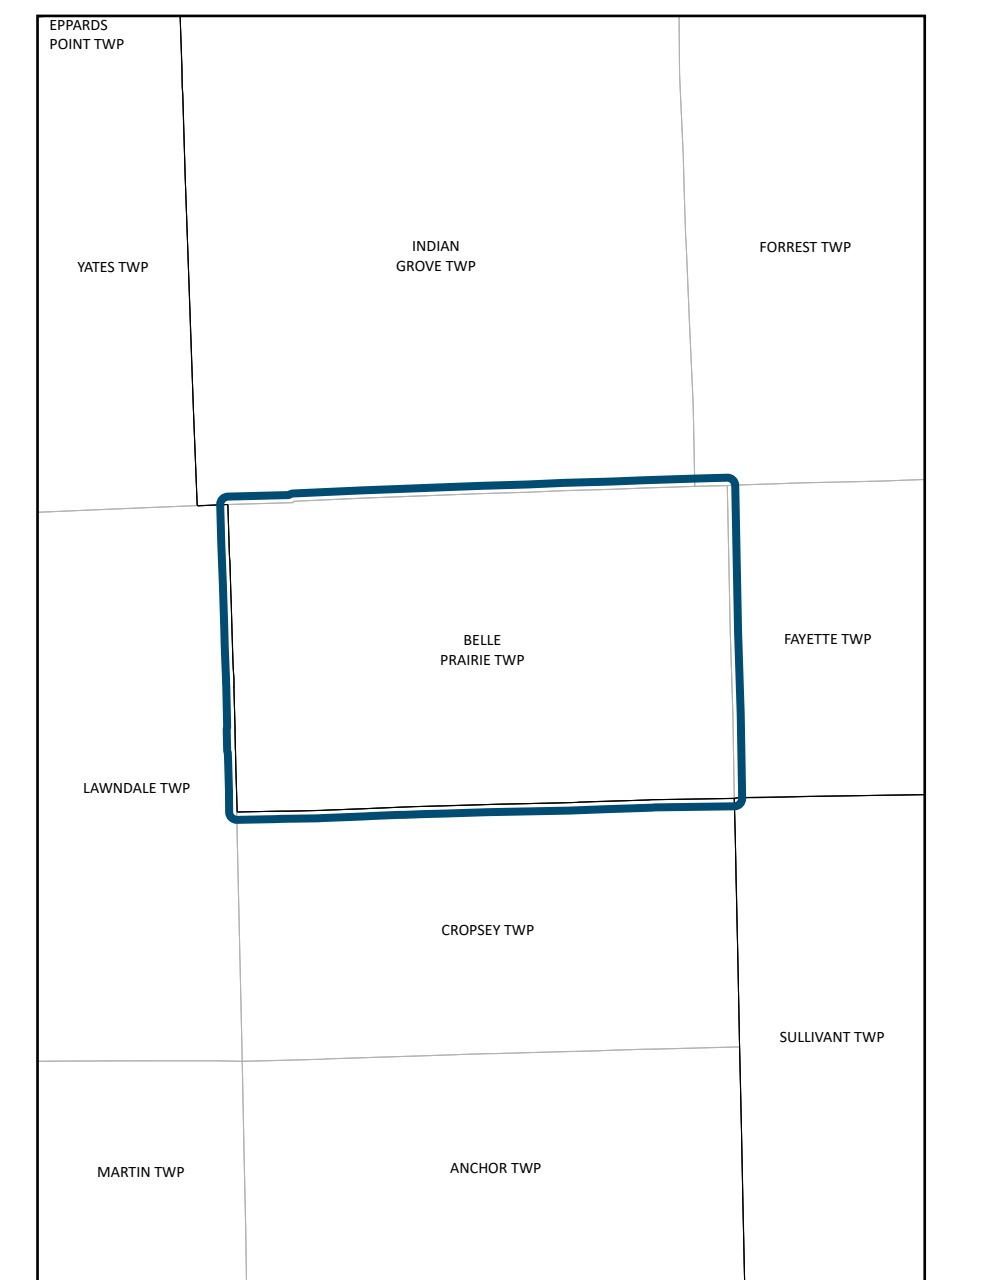 EPPARDS
POINT TWP
INDIAN
GROVE TWP
FORREST TWP
YATES TWP
BELLE
PRAIRIE TWP
FAYETTE TWP
LAWNDALE TWP
CROPSEY TWP
SULLIVANT TWP
ANCHOR TWP
MARTIN TWP